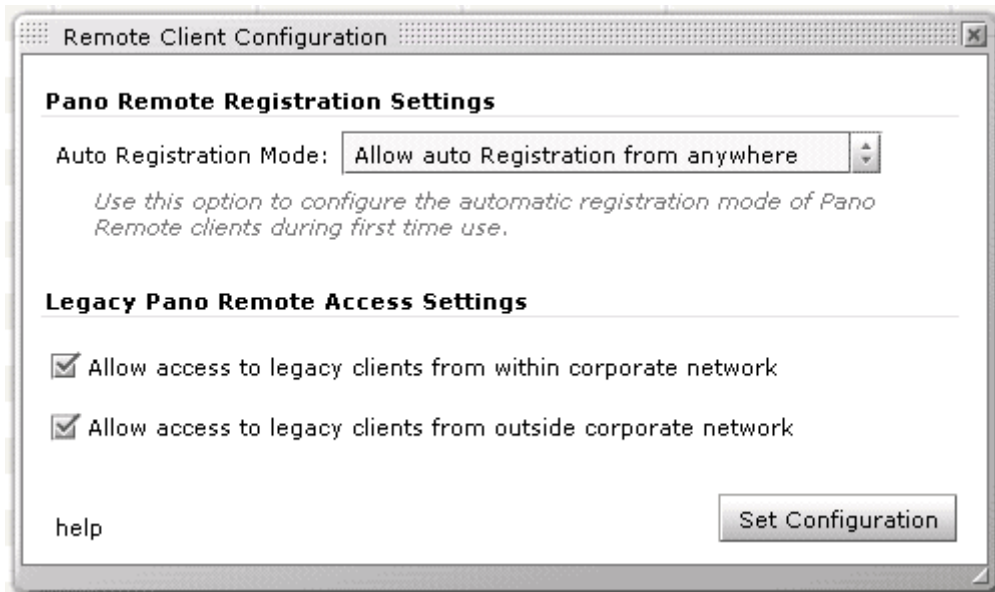 Remote Client Configuration
Pano Remote Registration Settings
Auto Registration Mode: Allow auto Registration from anywhere
Use this option to configure the automatic registration mode of Pano
Remote clients during first time use.
Legacy Pano Remote Access Settings
Allow access to legacy clients from within corporate network
Allow access to legacy clients from outside corporate network
help
Set Configuration